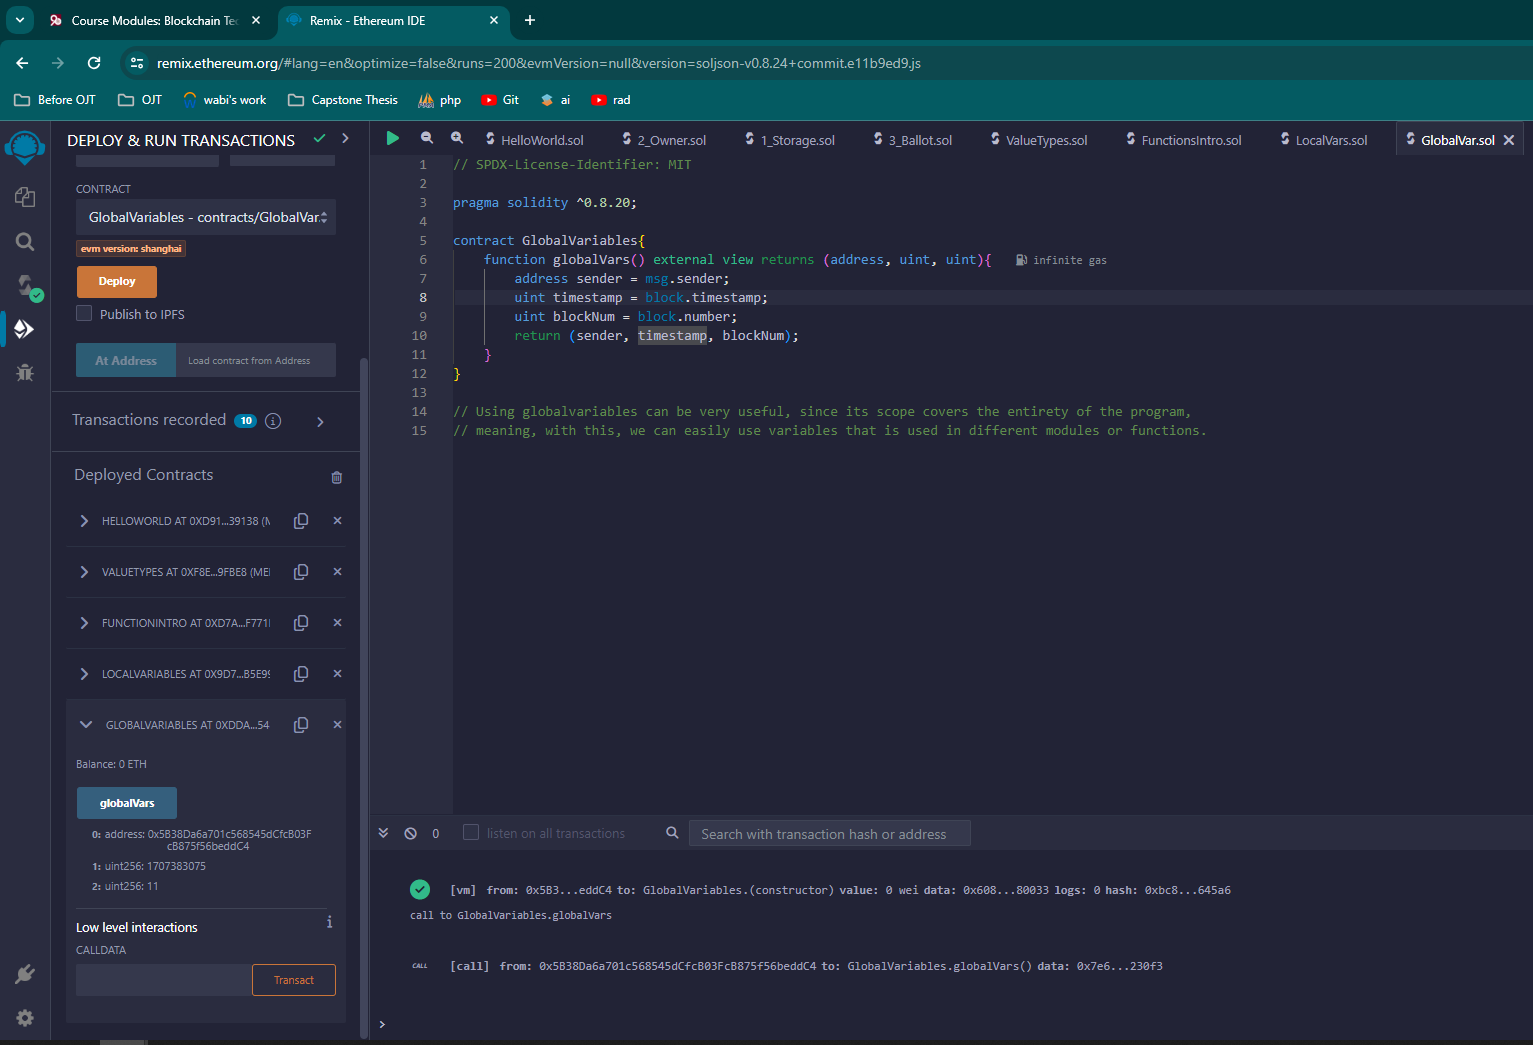 Course Modules: Blockchain Tec
Remix - Ethereum IDE
remix.ethereum.org/#lang=en&optimize=false&runs=200&evmVersion=null&version=soljson-v0.8.24+commit.e11b9ed9.js
Before OJT
OJT
wabi's work
Capstone Thesis
php
Git
ai
rad
DEPLOY & RUN TRANSACTIONS
HelloWorld.sol
2_Owner.sol
1_Storage.sol
3_Ballot.sol
ValueTypes.sol
FunctionsIntro.sol
LocalVars.sol
GlobalVar.sol
CONTRACT
GlobalVariables - contracts/GlobalVar.
evm version: shanghai
Deploy
Publish to IPFS
At Address
Load contract from Address
Transactions recorded 10
Deployed Contracts
HELLOWORLD AT 0XD91...39138 (M
VALUETYPES AT 0XF8E...9FBE8 (MEI
FUNCTIONINTRO AT 0XD7A...F771I
LOCALVARIABLES AT 0X9D7...B5E99
GLOBALVARIABLES AT 0XDDA...54
Balance: 0 ETH
globalVars
0: address: 0x5B38Da6a701c568545dCfcB03F
cB875f56beddC4
1: uint256: 1707383075
2: uint256: 11
Low level interactions
CALLDATA
Transact
1 // SPDX-License-Identifier: MIT
2
3 pragma solidity ^0.8.20;
4
5 contract GlobalVariables{
6 function globalVars() external view returns (address, uint, uint){ infinite gas
7 address sender = msg.sender;
8 uint timestamp = block.timestamp;
9 uint blockNum = block.number;
10 return (sender, timestamp, blockNum);
11 }
12 }
13
14 // Using globalvariables can be very useful, since its scope covers the entirety of the program,
15 // meaning, with this, we can easily use variables that is used in different modules or functions.
0
listen on all transactions
Search with transaction hash or address
[vm] from: 0x5B3...eddC4 to: GlobalVariables.(constructor) value: 0 wei data: 0x608...80033 logs: 0 hash: 0xbc8...645a6
call to GlobalVariables.globalVars
CALL [call] from: 0x5B38Da6a701c568545dCfcB03FcB875f56beddC4 to: GlobalVariables.globalVars() data: 0x7e6...230f3
>